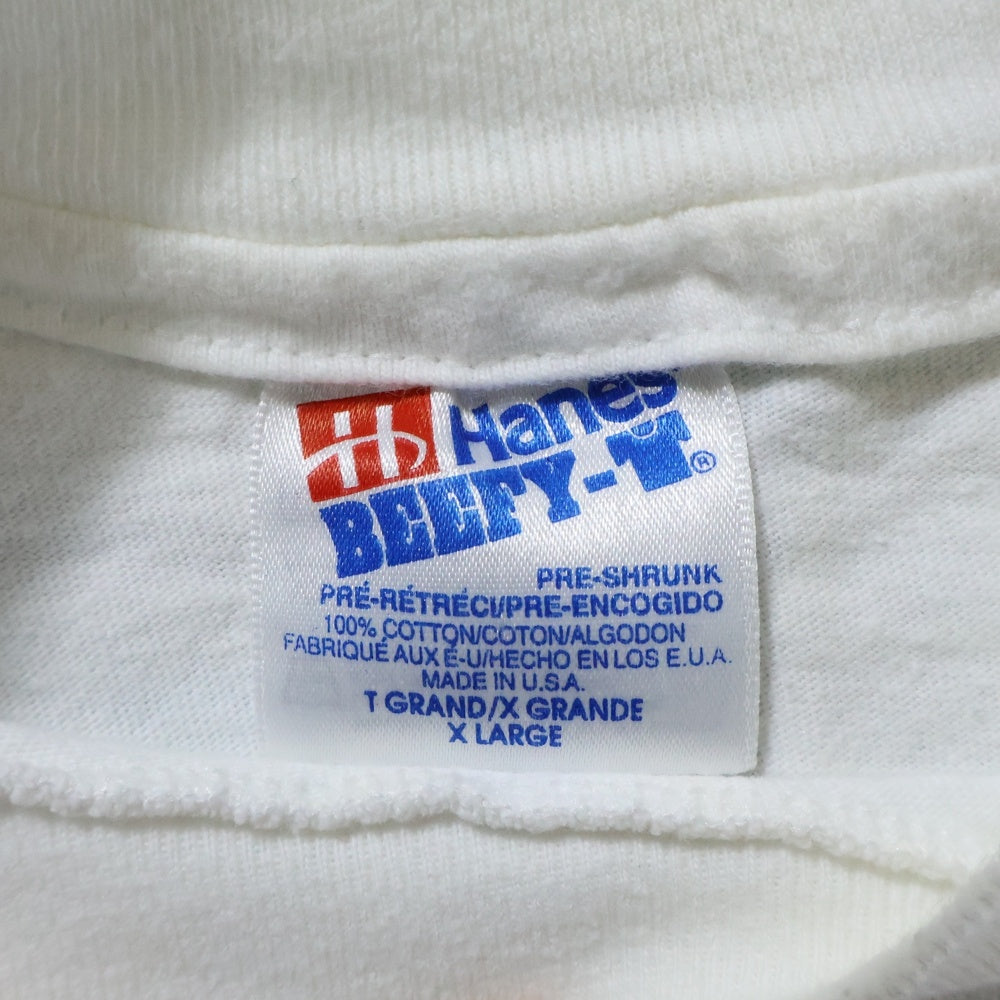 H Hanes
BEEFY-T®
PRE-SHRUNK
PRÉ-RÉTRÉCI/PRE-ENCOGIDO
100% COTTON/COTON/ALGODON
FABRIQUÉ AUX É-U/HECHO EN LOS E.U.A.
MADE IN U.S.A.
T GRAND/X GRANDE
X LARGE